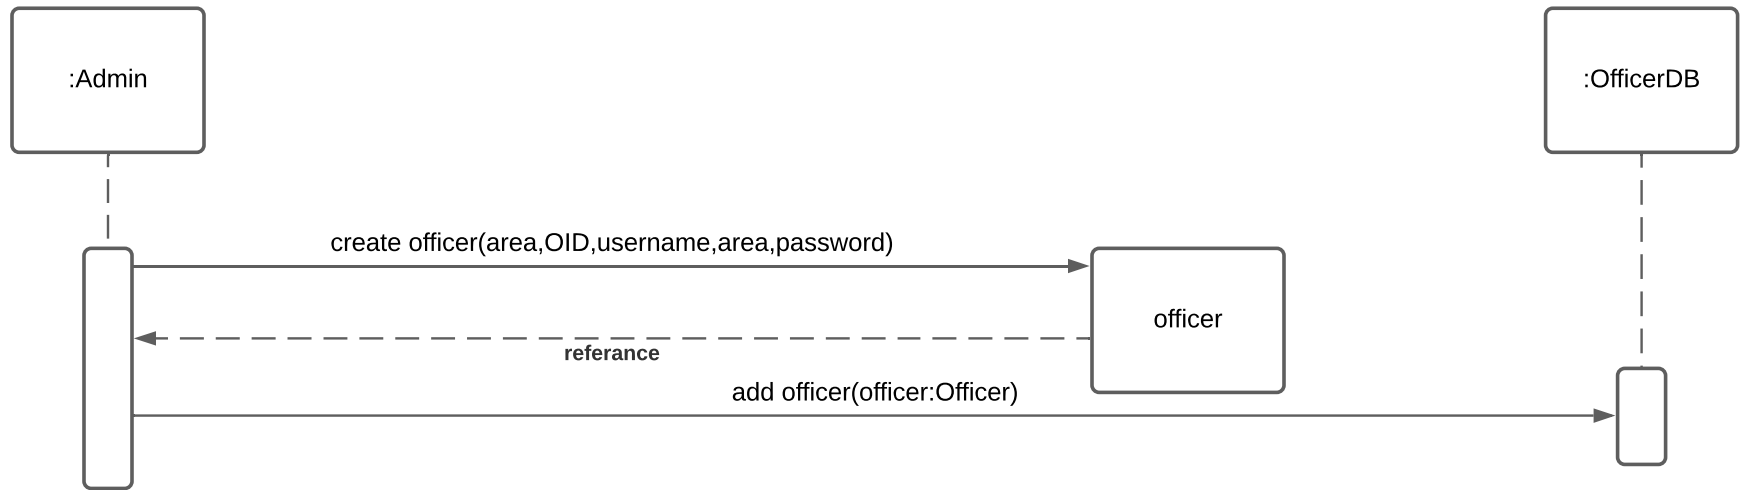 :Admin
:OfficerDB
create officer(area,OID,username,area,password)
officer
referance
add officer(officer:Officer)